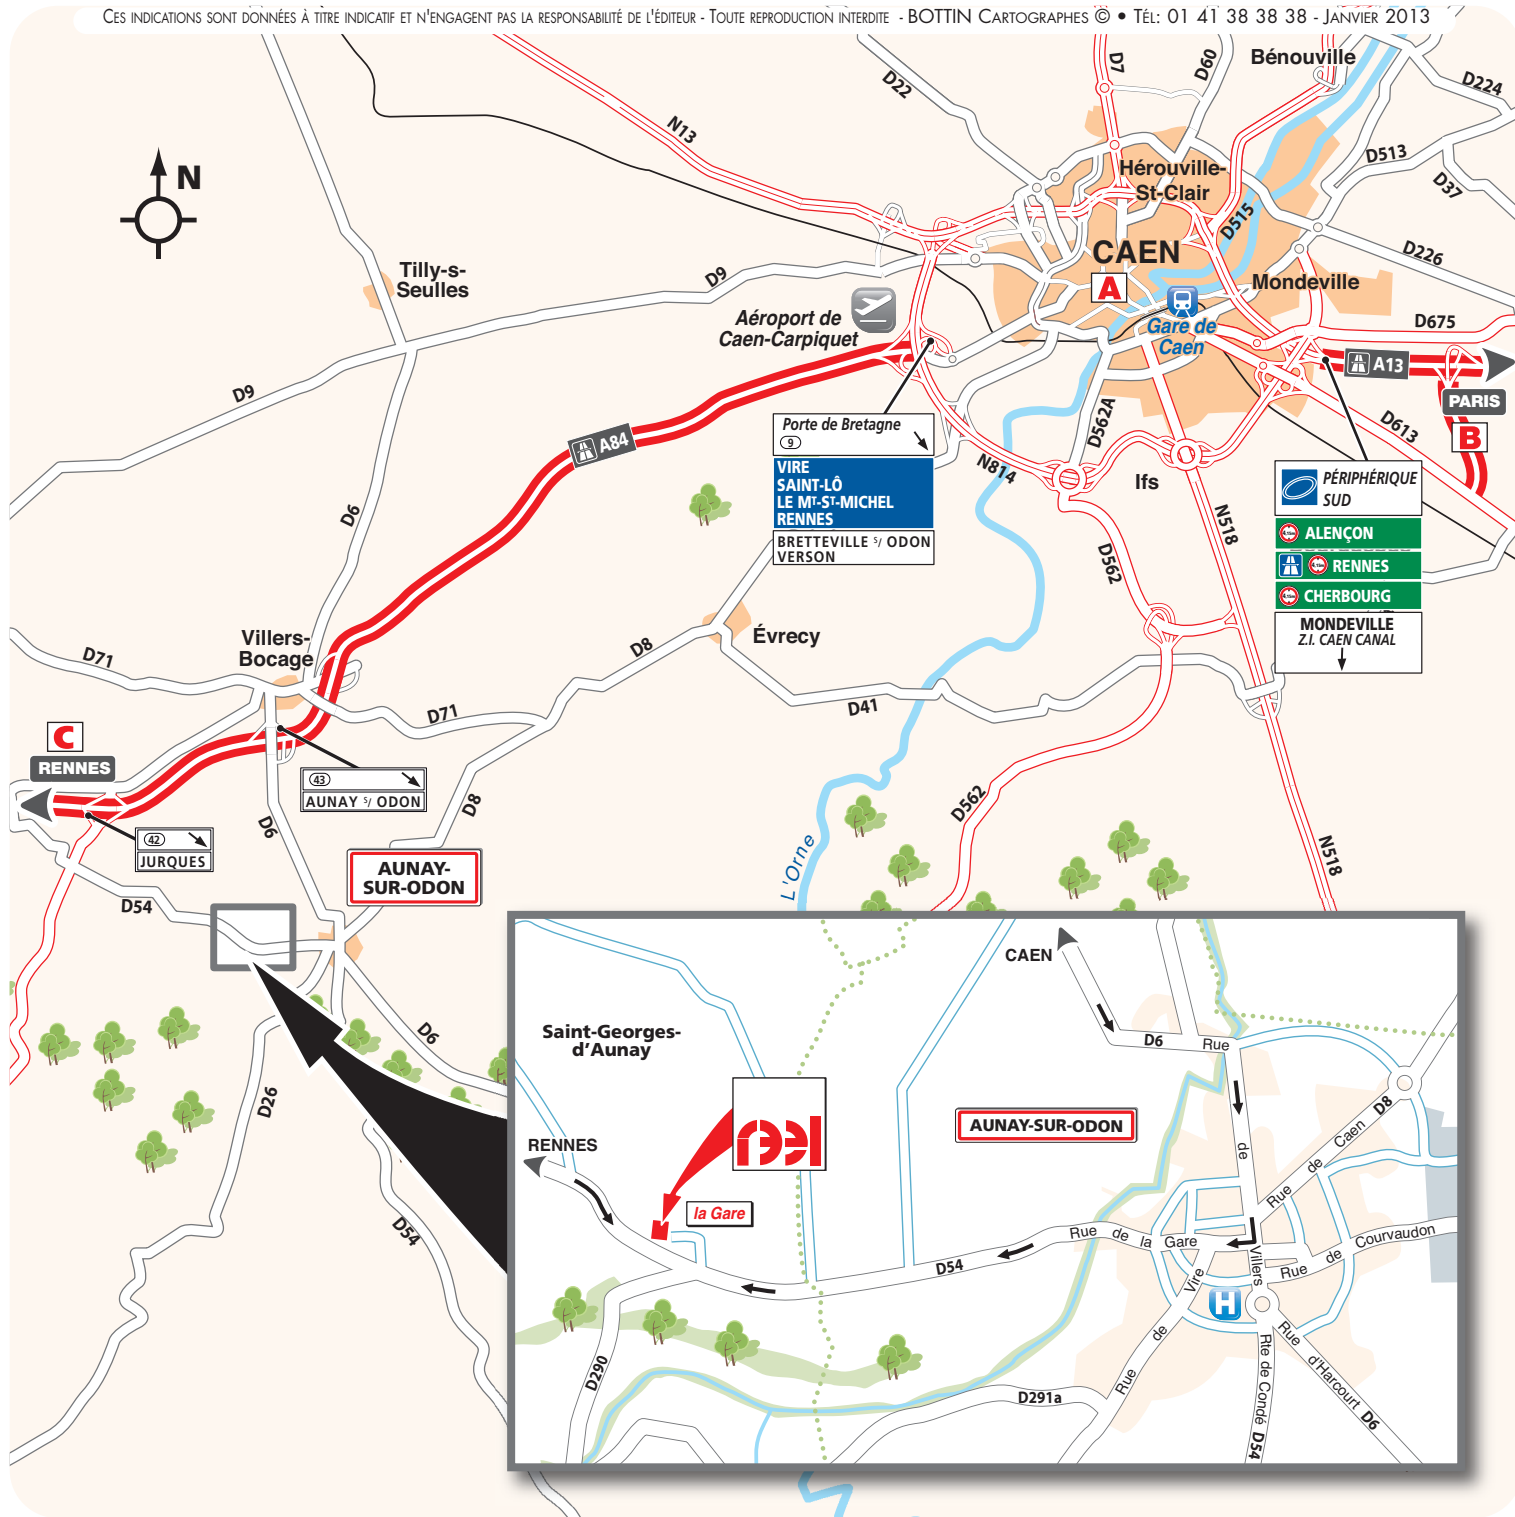 CES INDICATIONS SONT DONNÉES À TITRE INDICATIF ET N'ENGAGENT PAS LA RESPONSABILITÉ DE L'ÉDITEUR - TOUTE REPRODUCTION INTERDITE - BOTTIN CARTOGRAPHES © • TÉL: 01 41 38 38 38 - JANVIER 2013
Bénouville
D7
D60
D22
D224
N13
D513
D37
N
Hérouville-
St-Clair
D515
D226
CAEN
A
Tilly-s-
Seulles
D9
Mondeville
Aéroport de
Caen-Carpiquet
Gare de
Caen
D675
A13
PARIS
B
D9
D613
D562A
A84
Porte de Bretagne
9
VIRE
SAINT-LÔ
LE MT-ST-MICHEL
RENNES
BRETTEVILLE S/ ODON
VERSON
N814
Ifs
PÉRIPHÉRIQUE
SUD
ALENÇON
RENNES
CHERBOURG
MONDEVILLE
Z.I. CAEN CANAL
D6
N518
D562
Villers-
Bocage
Évrecy
D8
D71
D71
D41
C
RENNES
43
AUNAY S/ ODON
42
JURQUES
D6
D8
D562
L'Orne
N518
AUNAY-
SUR-ODON
D54
D6
D26
D54
CAEN
Saint-Georges-
d'Aunay
D6
Rue
de
Villers
D8
Rue de Caen
AUNAY-SUR-ODON
RENNES
reel
la Gare
Rue de la Gare
D54
Rue de Courvaudon
Rue de Vire
H
Rue d'Harcourt D6
Rte de Condé D54
D290
D291a